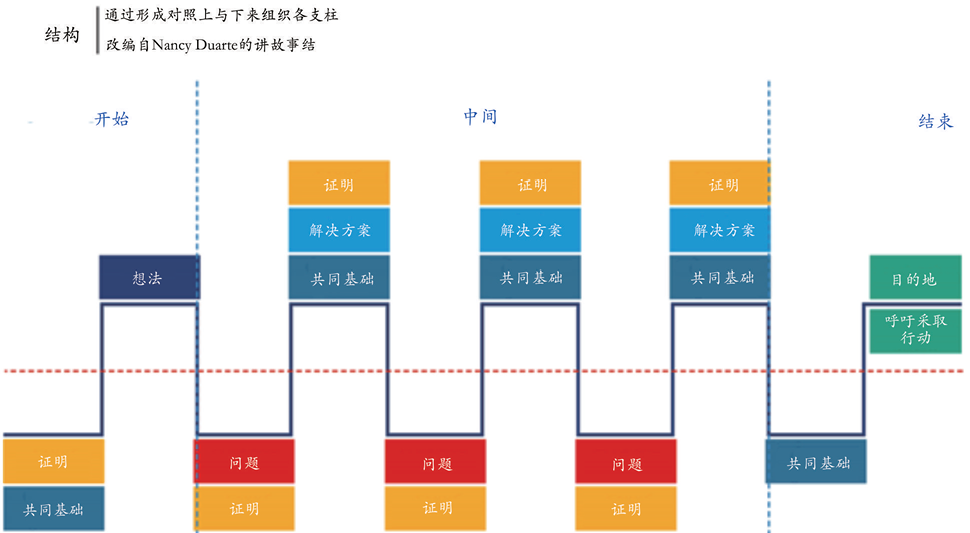 结构
通过形成对照上与下来组织各支柱
改编自Nancy Duarte的讲故事结
开始
中间
结束
证明
证明
证明
解决方案
解决方案
解决方案
想法
共同基础
共同基础
共同基础
目的地
呼吁采取
行动
证明
问题
问题
问题
共同基础
共同基础
证明
证明
证明